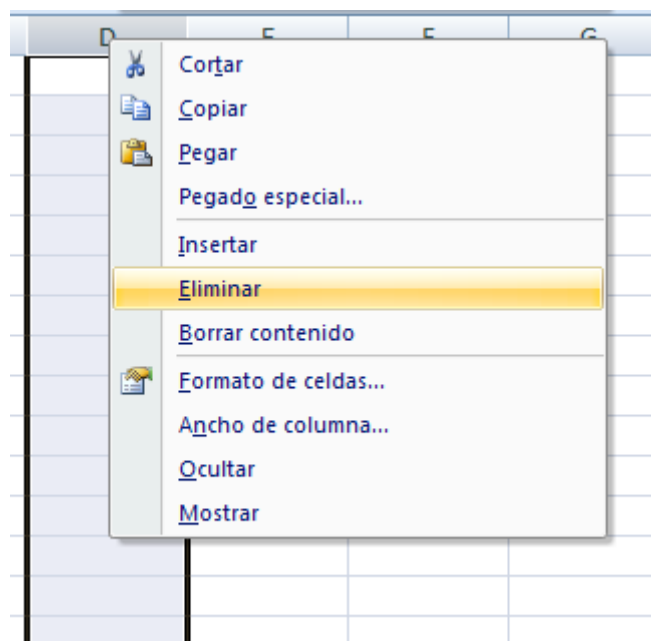 D E F G
Cortar
Copiar
Pegar
Pegado especial...
Insertar
Eliminar
Borrar contenido
Formato de celdas...
Ancho de columna...
Ocultar
Mostrar